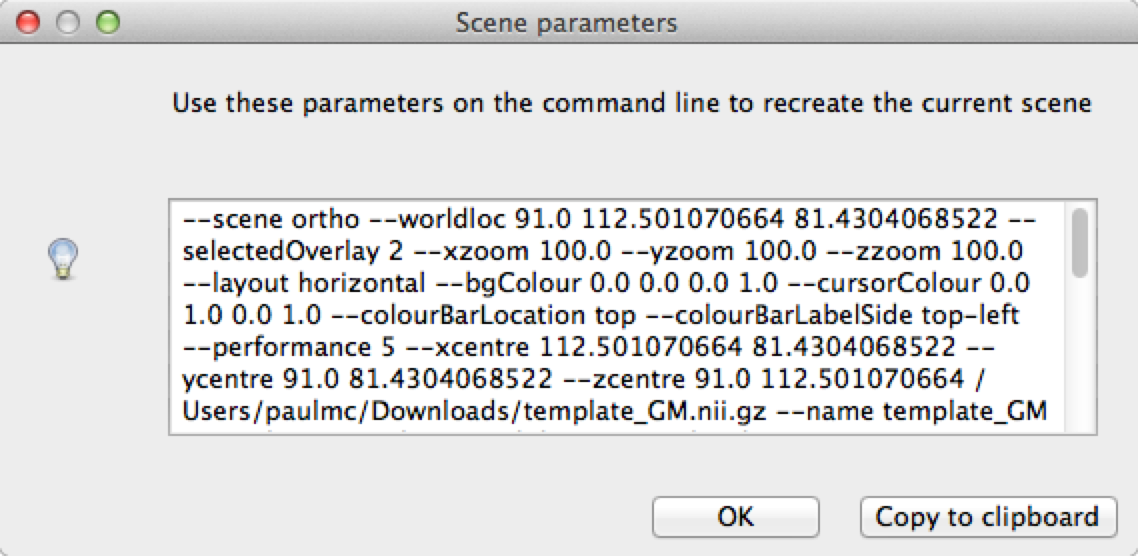 Scene parameters
Use these parameters on the command line to recreate the current scene
--scene ortho --worldloc 91.0 112.501070664 81.4304068522 --
selectedOverlay 2 --xzoom 100.0 --yzoom 100.0 --zzoom 100.0
--layout horizontal --bgColour 0.0 0.0 0.0 1.0 --cursorColour 0.0
1.0 0.0 1.0 --colourBarLocation top --colourBarLabelSide top-left
--performance 5 --xcentre 112.501070664 81.4304068522 --
ycentre 91.0 81.4304068522 --zcentre 91.0 112.501070664 /
Users/paulmc/Downloads/template_GM.nii.gz --name template_GM
OK
Copy to clipboard